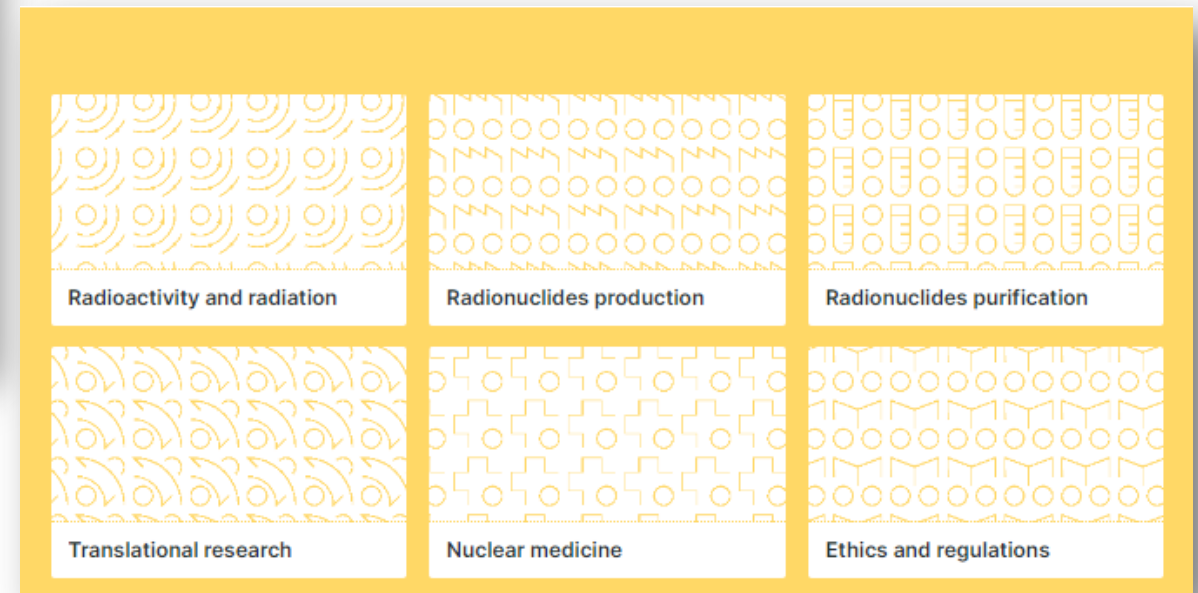 Radioactivity and radiation
Radionuclides production
Radionuclides purification
Translational research
Nuclear medicine
Ethics and regulations